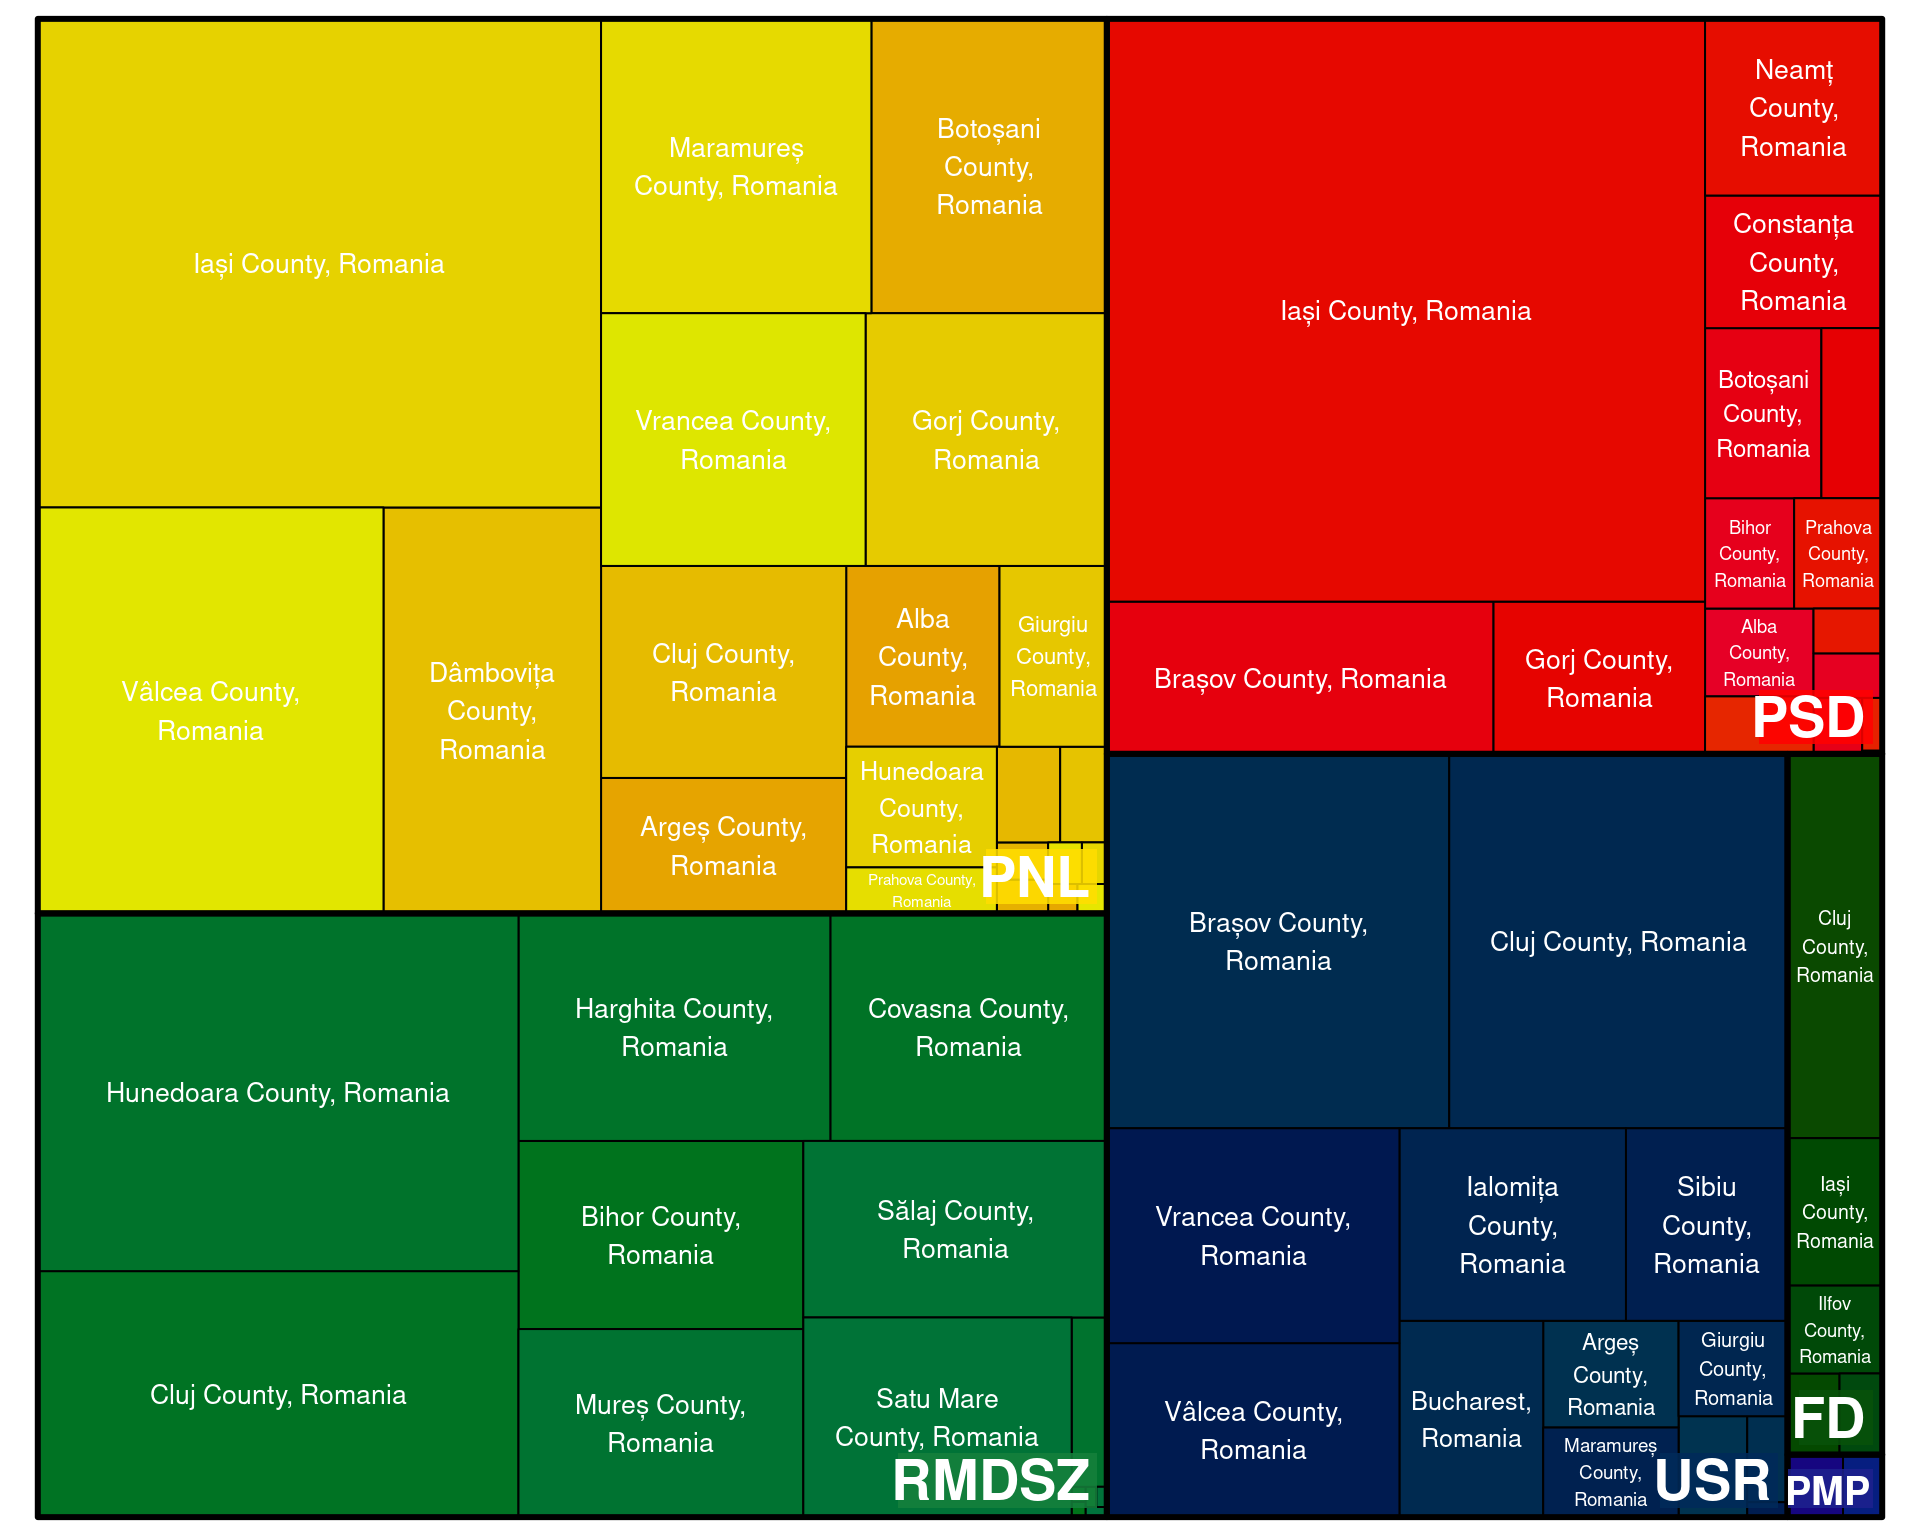 Iași County, Romania
Maramureș
County, Romania
Botoșani
County,
Romania
Vrancea County,
Romania
Gorj County,
Romania
Vâlcea County,
Romania
Dâmbovița
County,
Romania
Cluj County,
Romania
Argeș County,
Romania
Alba
County,
Romania
Giurgiu
County,
Romania
Hunedoara
County,
Romania
Prahova County,
Romania
PNL
Iași County, Romania
Neamț
County,
Romania
Constanța
County,
Romania
Botoșani
County,
Romania
Bihor
County,
Romania
Prahova
County,
Romania
Alba
County,
Romania
Brașov County, Romania
Gorj County,
Romania
PSD
Hunedoara County, Romania
Cluj County, Romania
Harghita County,
Romania
Covasna County,
Romania
Bihor County,
Romania
Sălaj County,
Romania
Mureș County,
Romania
Satu Mare
County, Romania
RMDSZ
Brașov County,
Romania
Cluj County, Romania
Vrancea County,
Romania
Ialomița
County,
Romania
Sibiu
County,
Romania
Vâlcea County,
Romania
Bucharest,
Romania
Argeș
County,
Romania
Giurgiu
County,
Romania
Maramureș
County,
Romania
USR
Cluj
County,
Romania
Iași
County,
Romania
Ilfov
County,
Romania
FD
PMP